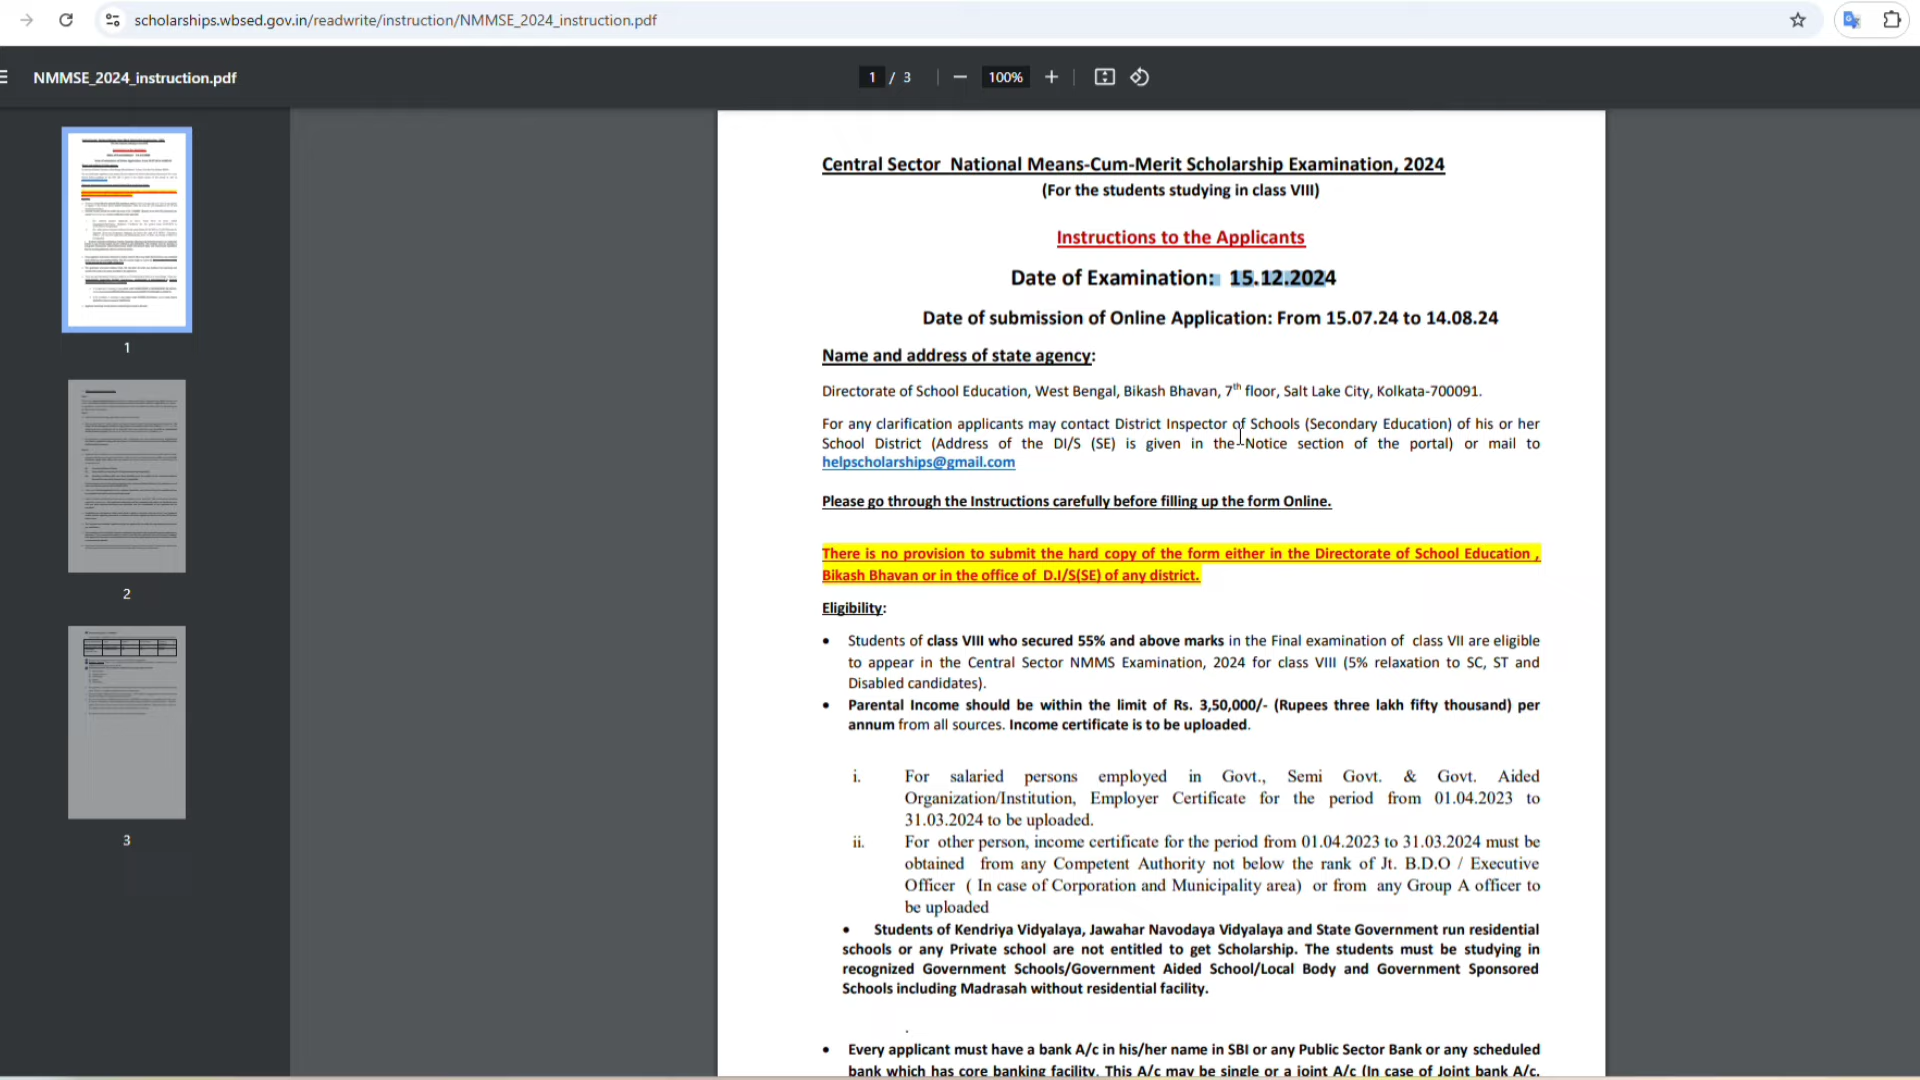 scholarships.wbsed.gov.in/readwrite/instruction/NMMSE_2024_instruction.pdf
NMMSE_2024_instruction.pdf
1 / 3
100%
1
2
3
Central Sector National Means-Cum-Merit Scholarship Examination, 2024
(For the students studying in class VIII)
Instructions to the Applicants
Date of Examination: 15.12.2024
Date of submission of Online Application: From 15.07.24 to 14.08.24
Name and address of state agency:
Directorate of School Education, West Bengal, Bikash Bhavan, 7th floor, Salt Lake City, Kolkata-700091.
For any clarification applicants may contact District Inspector of Schools (Secondary Education) of his or her
School District (Address of the DI/S (SE) is given in the Notice section of the portal) or mail to
helpscholarships@gmail.com
Please go through the Instructions carefully before filling up the form Online.
There is no provision to submit the hard copy of the form either in the Directorate of School Education ,
Bikash Bhavan or in the office of D.I/S(SE) of any district.
Eligibility:
• Students of class VIII who secured 55% and above marks in the Final examination of class VII are eligible
to appear in the Central Sector NMMS Examination, 2024 for class VIII (5% relaxation to SC, ST and
Disabled candidates).
• Parental Income should be within the limit of Rs. 3,50,000/- (Rupees three lakh fifty thousand) per
annum from all sources. Income certificate is to be uploaded.
i. For salaried persons employed in Govt., Semi Govt. & Govt. Aided
Organization/Institution, Employer Certificate for the period from 01.04.2023 to
31.03.2024 to be uploaded.
ii. For other person, income certificate for the period from 01.04.2023 to 31.03.2024 must be
obtained from any Competent Authority not below the rank of Jt. B.D.O / Executive
Officer ( In case of Corporation and Municipality area) or from any Group A officer to
be uploaded
• Students of Kendriya Vidyalaya, Jawahar Navodaya Vidyalaya and State Government run residential
schools or any Private school are not entitled to get Scholarship. The students must be studying in
recognized Government Schools/Government Aided School/Local Body and Government Sponsored
Schools including Madrasah without residential facility.
.
• Every applicant must have a bank A/c in his/her name in SBI or any Public Sector Bank or any scheduled
bank which has core banking facility. This A/c may be single or a joint A/c (In case of Joint bank A/c,